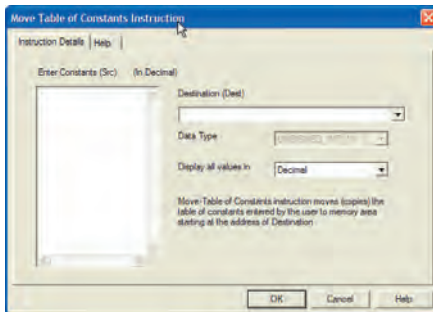 Move Table of Constants Instruction
Instruction Details Help
Enter Constants (Src) (In Decimal)
Destination (Dest)
Data Type
Display all values in Decimal
Move-Table of Constants instruction moves (copies) the
table of constants entered by the user to memory area
starting at the address of Destination
OK Cancel Help